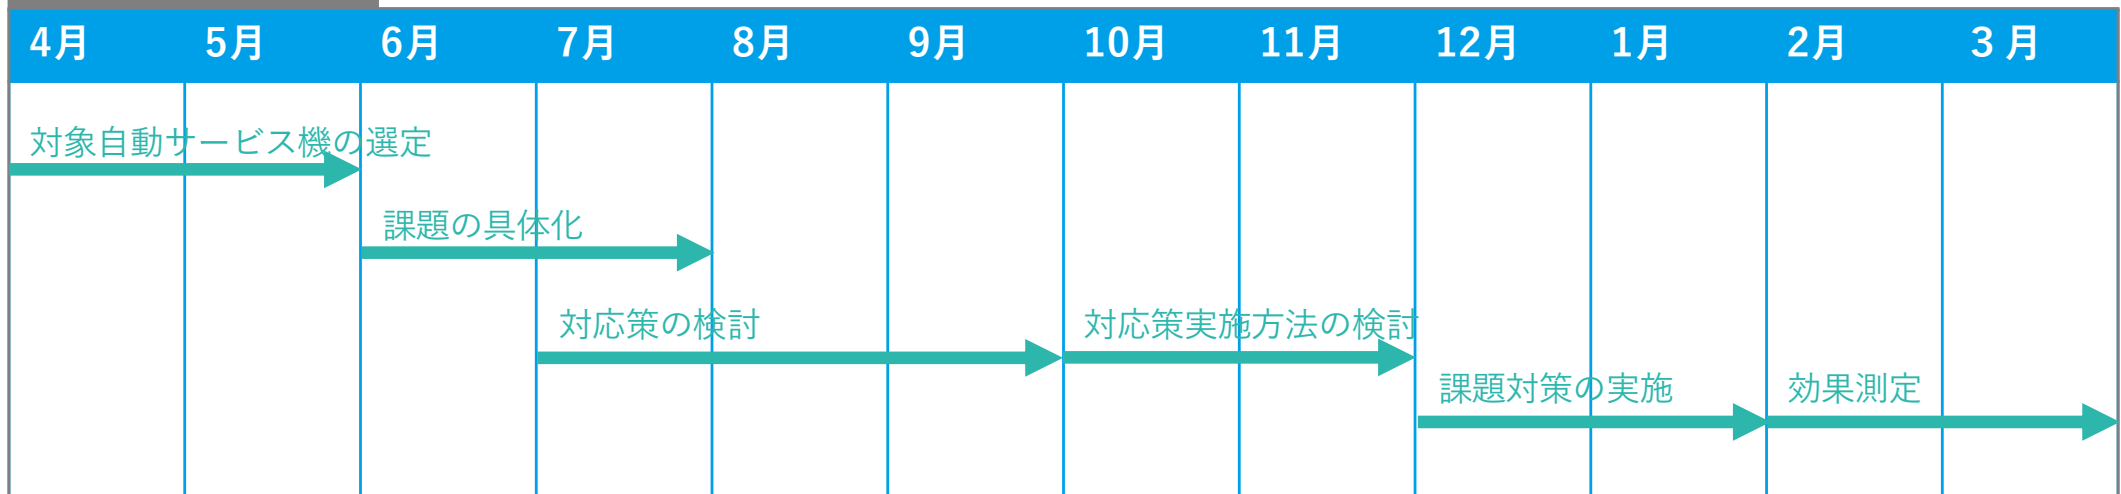 4月 5月 6月 7月 8月 9月 10月 11月 12月 1月 2月 3月
対象自動サービス機の選定
課題の具体化
対応策の検討 対応策実施方法の検討
課題対策の実施 効果測定